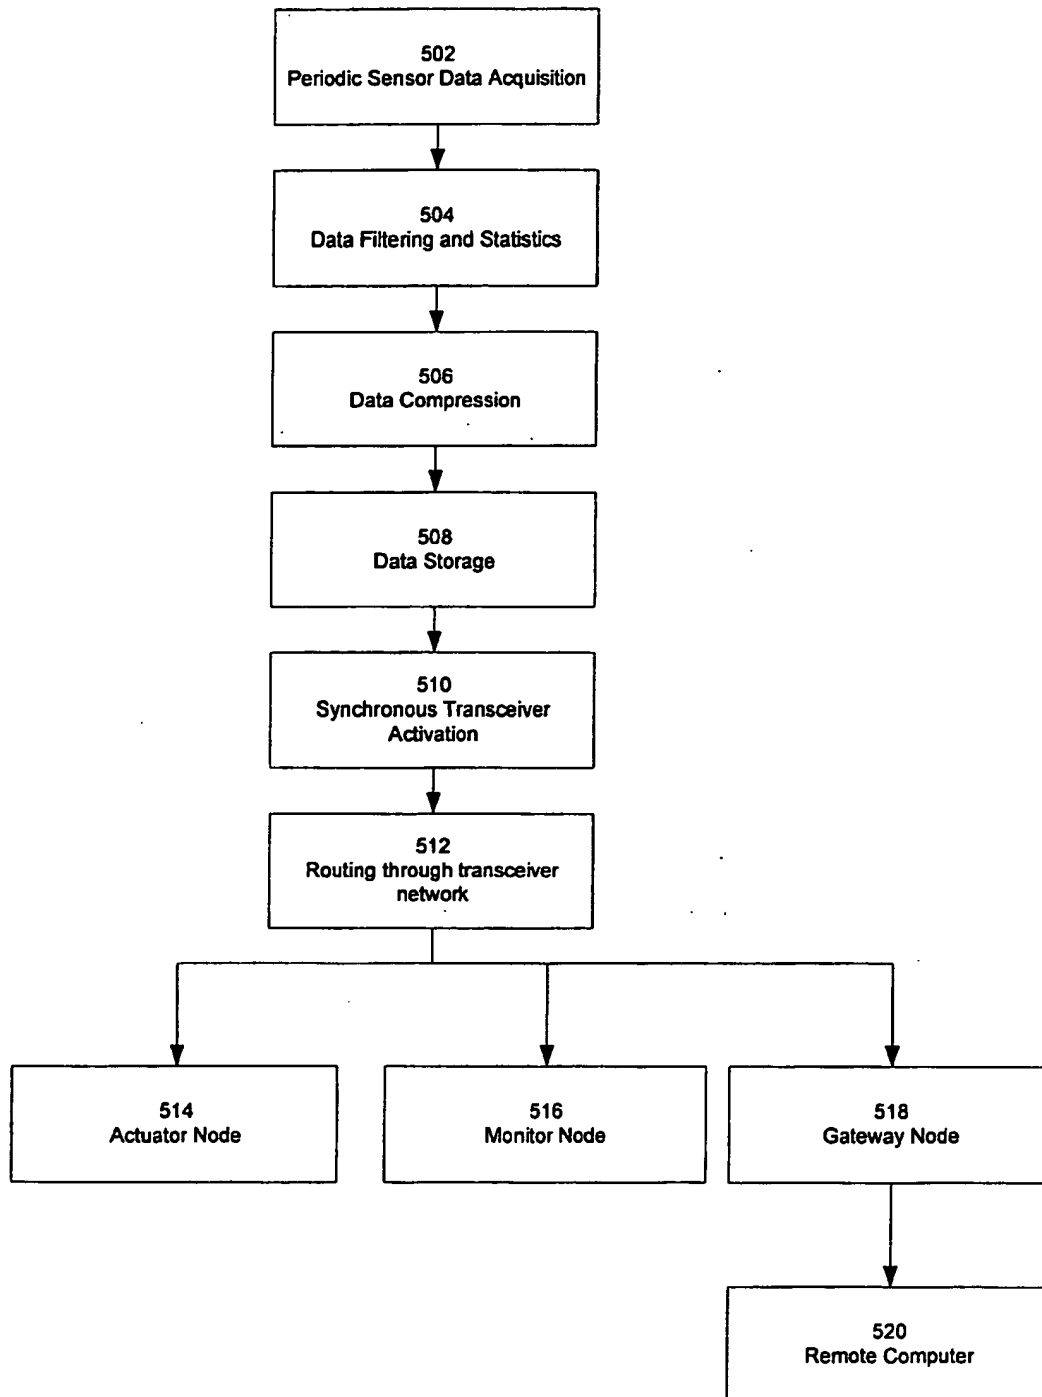 502
Periodic Sensor Data Acquisition
504
Data Filtering and Statistics
506
Data Compression
508
Data Storage
510
Synchronous Transceiver
Activation
512
Routing through transceiver
network
514
Actuator Node
516
Monitor Node
518
Gateway Node
520
Remote Computer